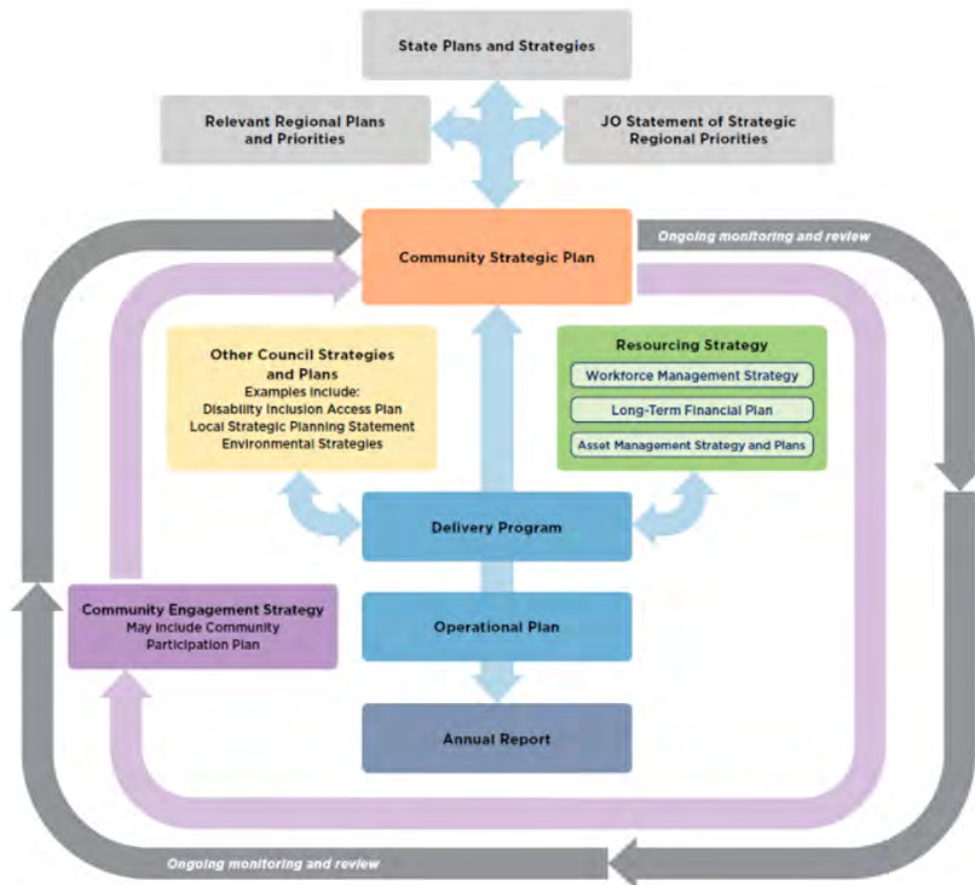 State Plans and Strategies
Relevant Regional Plans
and Priorities
JO Statement of Strategic
Regional Priorities
Community Strategic Plan
Ongoing monitoring and review
Other Council Strategies
and Plans
Examples include:
Disability Inclusion Access Plan
Local Strategic Planning Statement
Environmental Strategies
Resourcing Strategy
Workforce Management Strategy
Long-Term Financial Plan
Asset Management Strategy and Plans
Delivery Program
Community Engagement Strategy
May Include Community
Participation Plan
Operational Plan
Annual Report
Ongoing monitoring and review